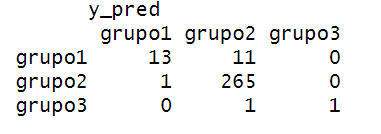 y_pred
grupo1 grupo2 grupo3
grupo1 13 11 0
grupo2 1 265 0
grupo3 0 1 1